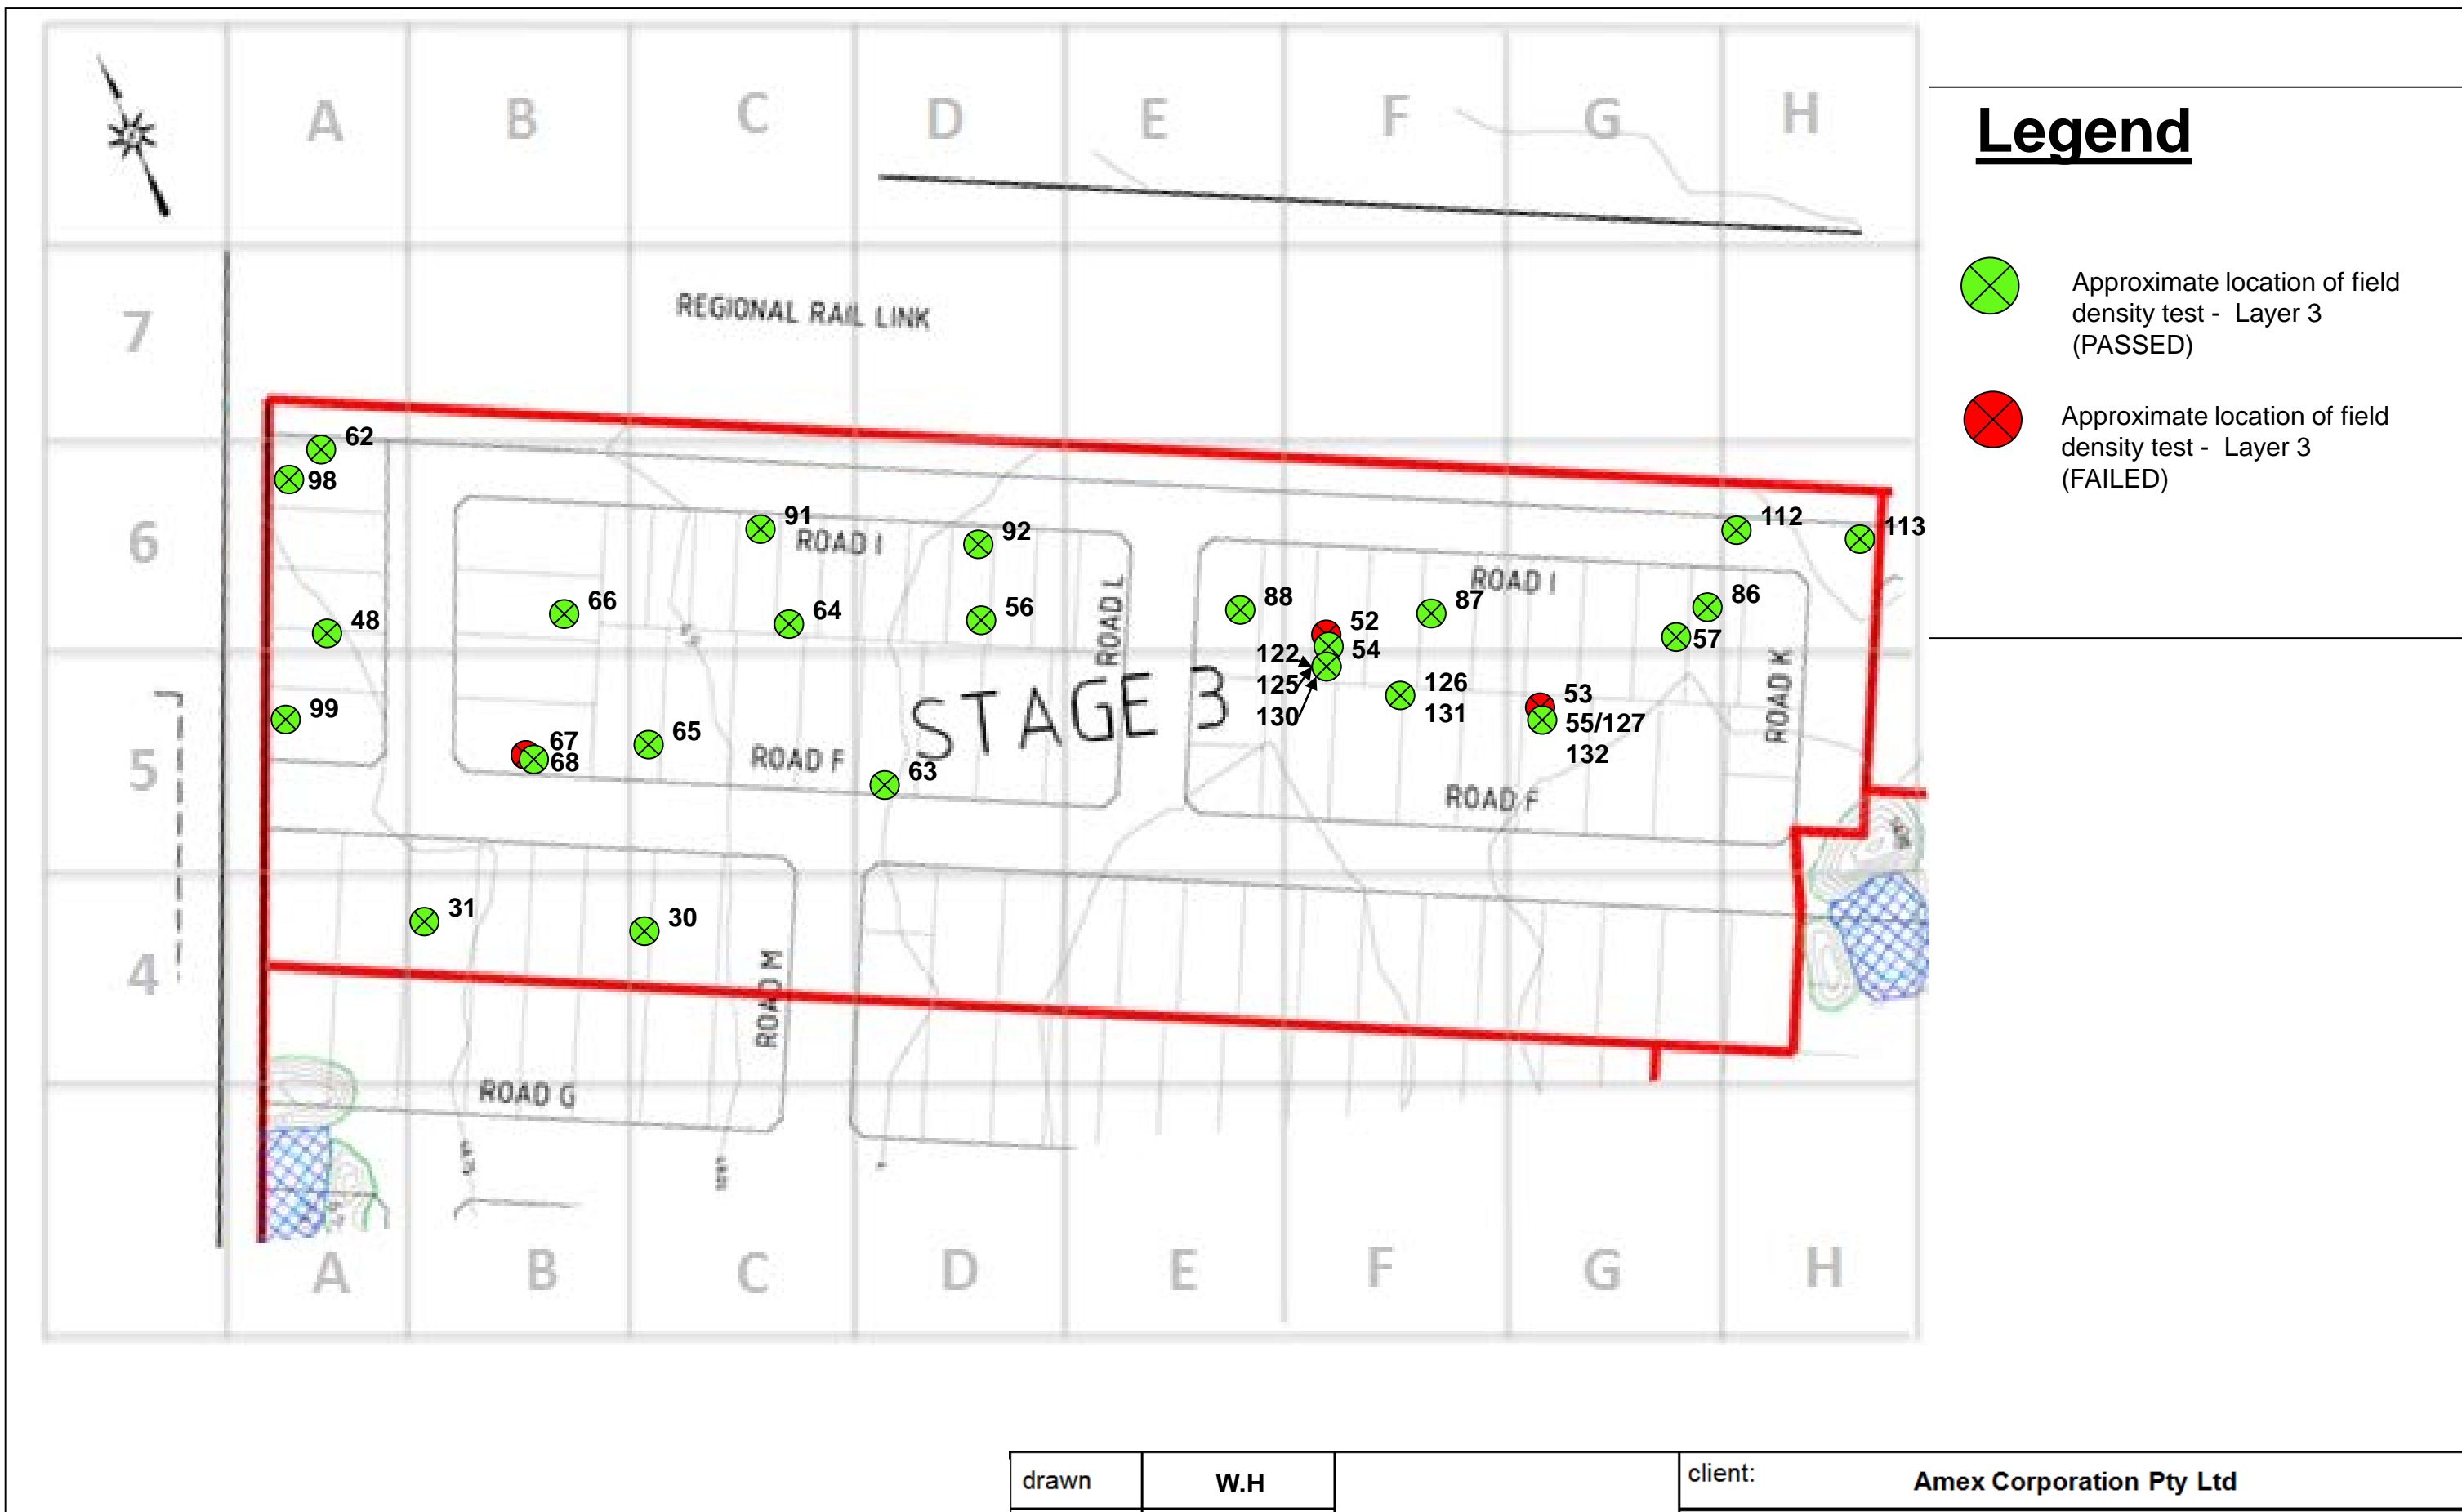 A B C D E F G H
Legend
Approximate location of field
density test - Layer 3
(PASSED)
Approximate location of field
density test - Layer 3
(FAILED)
7
REGIONAL RAIL LINK
62
98
6
91
ROAD I
92
112
113
66
64
56
ROAD L
88
52
54
87
ROAD I
86
57
48
122
125
130
STAGE 3
126
131
53
55/127
132
ROAD K
99
67
68
65
ROAD F
63
5
ROAD F
31
30
4
ROAD M
ROAD G
A B C D E F G H
drawn
W.H
client:
Amex Corporation Pty Ltd